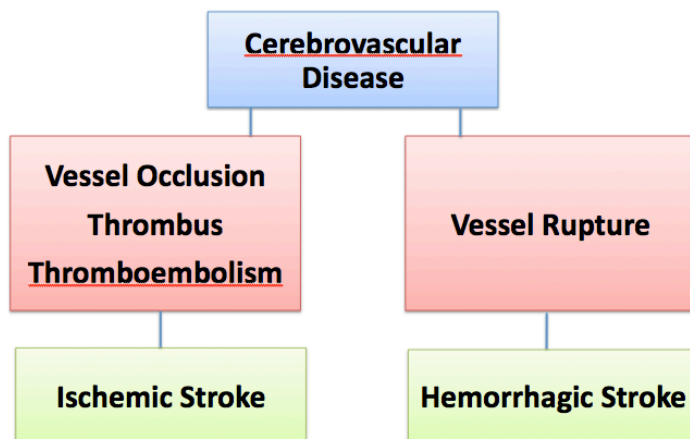 Cerebrovascular
Disease
Vessel Occlusion
Thrombus
Thromboembolism
Vessel Rupture
Ischemic Stroke
Hemorrhagic Stroke